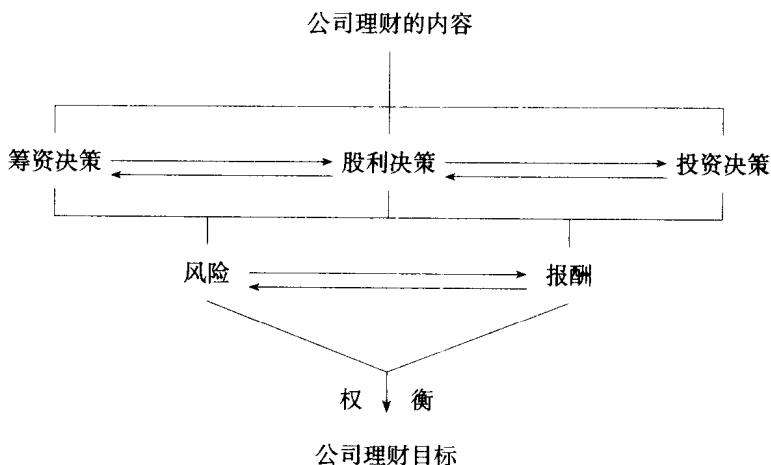 公司理财的内容
筹资决策 股利决策 投资决策
风险 报酬
权 衡
公司理财目标